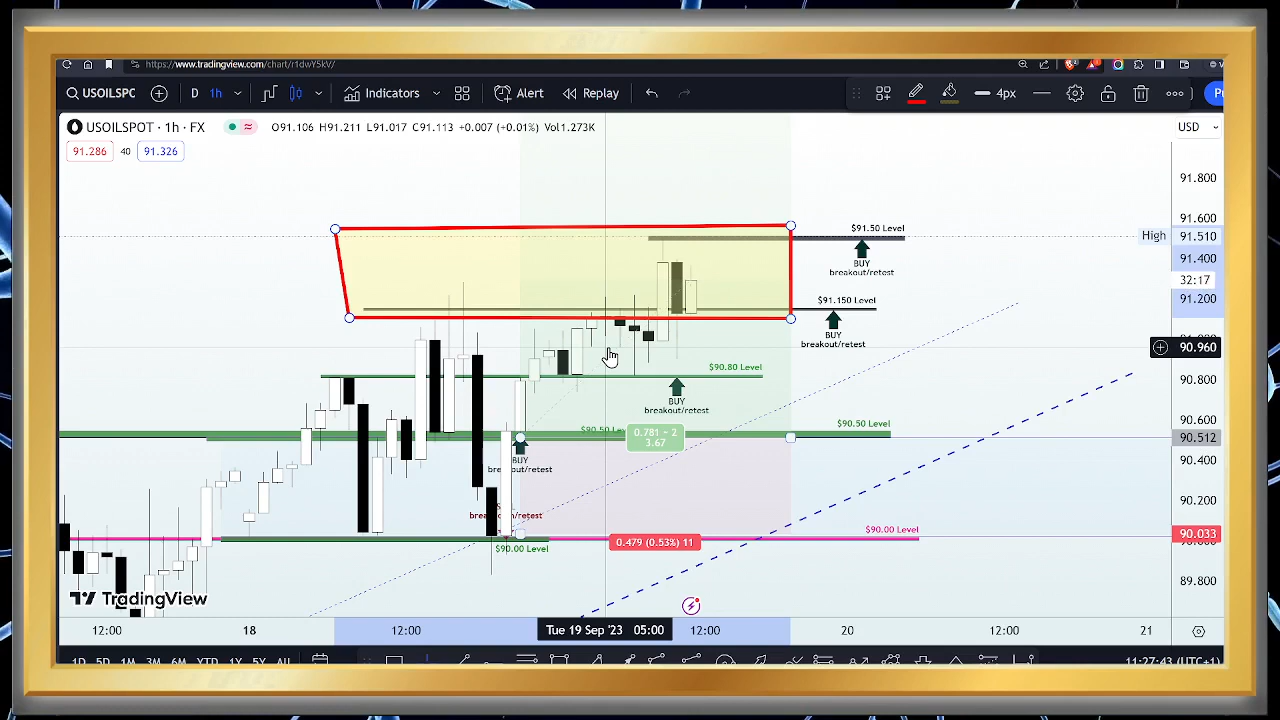 https://www.tradingview.com/chart/r1dwY5kV/
USOILSPC D 1h Indicators Alert Replay 4px
USOILSPOT · 1h · FX O91.106 H91.211 L91.017 C91.113 +0.007 (+0.01%) Vol1.273K USD
91.286 40 91.326
91.800
91.600
$91.50 Level
High 91.510
BUY
breakout/retest
91.400
32:17
91.200
$91.150 Level
BUY
breakout/retest
90.960
$90.80 Level
90.800
BUY
breakout/retest
90.600
$90.50 Level
0.781 ~ 2
3.67
90.512
BUY
90.400
90.200
$90.00 Level
90.033
0.479 (0.53%) 11
$90.00 Level
89.800
TradingView
12:00 18 12:00 Tue 19 Sep '23 05:00 12:00 20 12:00 21
1D 5D 1M 3M 6M YTD 1Y 5Y All 11:27:43 (UTC+1)